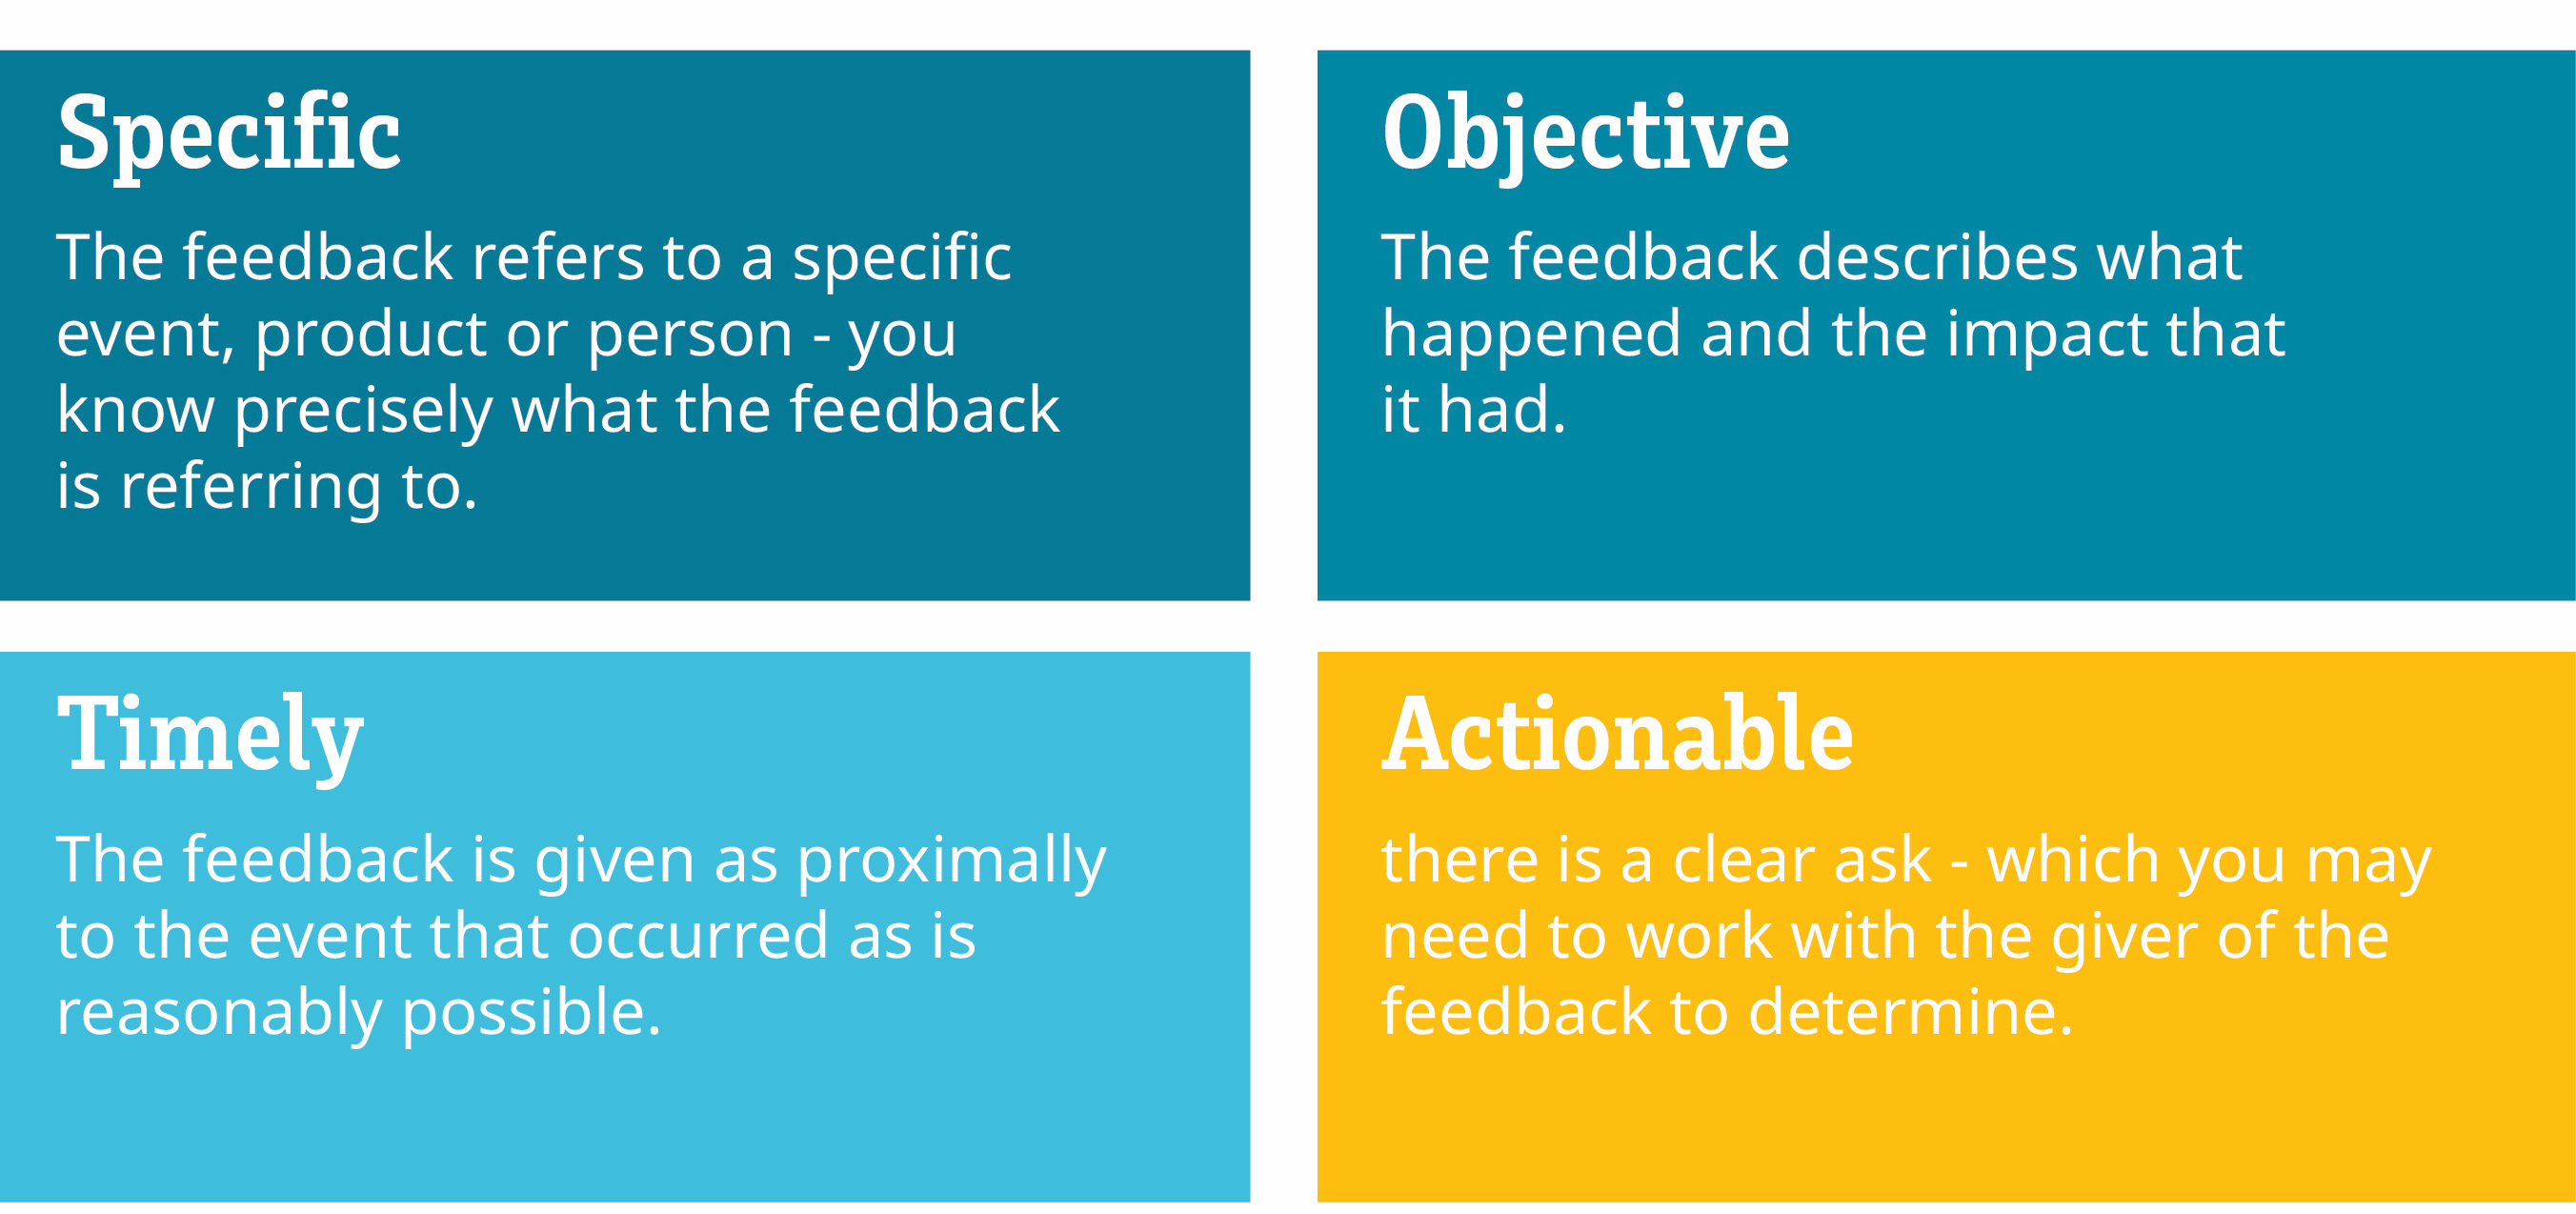 Specific
The feedback refers to a specific
event, product or person - you
know precisely what the feedback
is referring to.
Objective
The feedback describes what
happened and the impact that
it had.
Timely
The feedback is given as proximally
to the event that occurred as is
reasonably possible.
Actionable
there is a clear ask - which you may
need to work with the giver of the
feedback to determine.